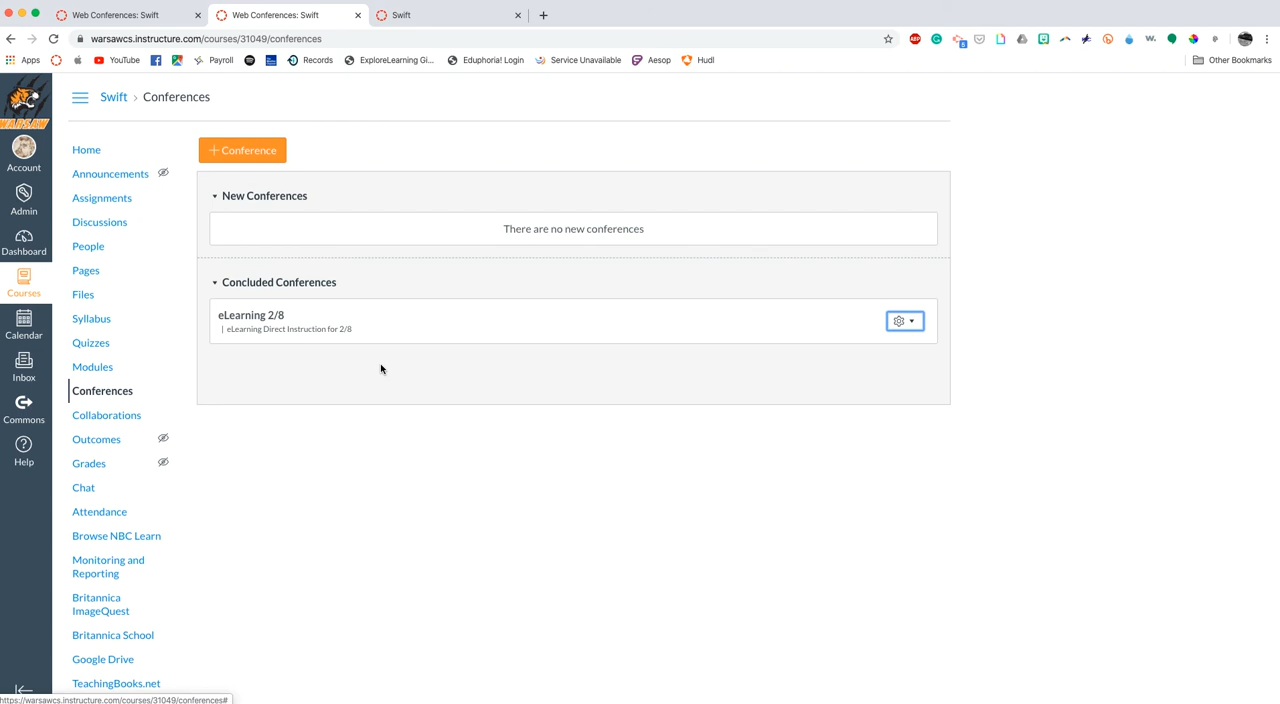 Web Conferences: Swift
Web Conferences: Swift
Swift
warsawcs.instructure.com/courses/31049/conferences
Apps
YouTube
Payroll
Records
ExploreLearning Gi...
Eduphoria! Login
Service Unavailable
Aesop
Hudl
Other Bookmarks
WARSAW
Account
Admin
Dashboard
Courses
Calendar
Inbox
Commons
Help
Swift › Conferences
Home
Announcements
Assignments
Discussions
People
Pages
Files
Syllabus
Quizzes
Modules
Conferences
Collaborations
Outcomes
Grades
Chat
Attendance
Browse NBC Learn
Monitoring and
Reporting
Britannica
ImageQuest
Britannica School
Google Drive
TeachingBooks.net
+ Conference
New Conferences
There are no new conferences
Concluded Conferences
eLearning 2/8
| eLearning Direct Instruction for 2/8
https://warsawcs.instructure.com/courses/31049/conferences#